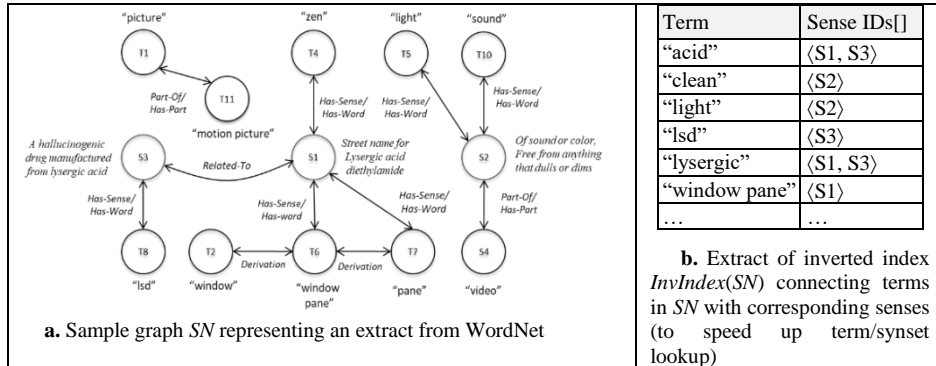 "picture"
"zen"
"light"
"sound"
T1
T4
T5
T10
T11
Part-Of/
Has-Part
"motion picture"
Has-Sense/
Has-Word
Has-Sense/
Has-Word
Has-Sense/
Has-Word
A hallucinogenic
drug manufactured
from lysergic acid
S3
Related-To
S1
Street name for
Lysergic acid
diethylamide
Of sound or color,
Free from anything
that dulls or dims
S2
Has-Sense/
Has-Word
Has-Sense/
Has-word
Has-Sense/
Has-Word
Part-Of/
Has-Part
T8
T2
T6
T7
S4
Derivation
Derivation
"lsd"
"window"
"window
pane"
"pane"
"video"
a. Sample graph SN representing an extract from WordNet
Term Sense IDs[]
"acid" ⟨S1, S3⟩
"clean" ⟨S2⟩
"light" ⟨S2⟩
"lsd" ⟨S3⟩
"lysergic" ⟨S1, S3⟩
"window pane" ⟨S1⟩
… …
b. Extract of inverted index
InvIndex(SN) connecting terms
in SN with corresponding senses
(to speed up term/synset
lookup)